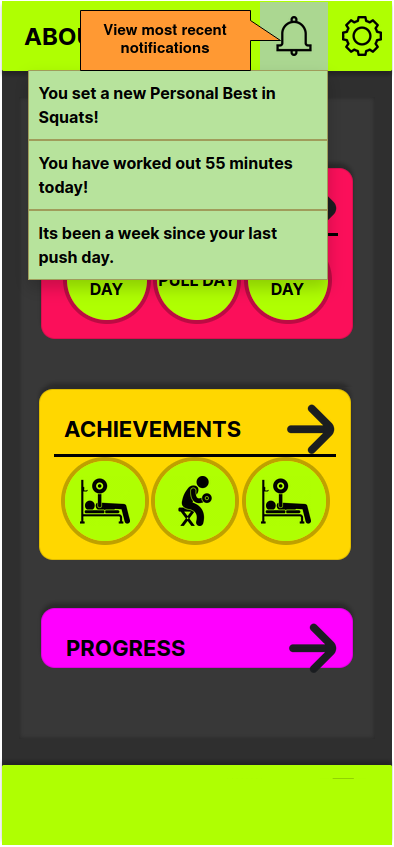 ABOU
View most recent
notifications
You set a new Personal Best in
Squats!
You have worked out 55 minutes
today!
Its been a week since your last
push day.
DAY
PULL DAY
DAY
ACHIEVEMENTS
PROGRESS